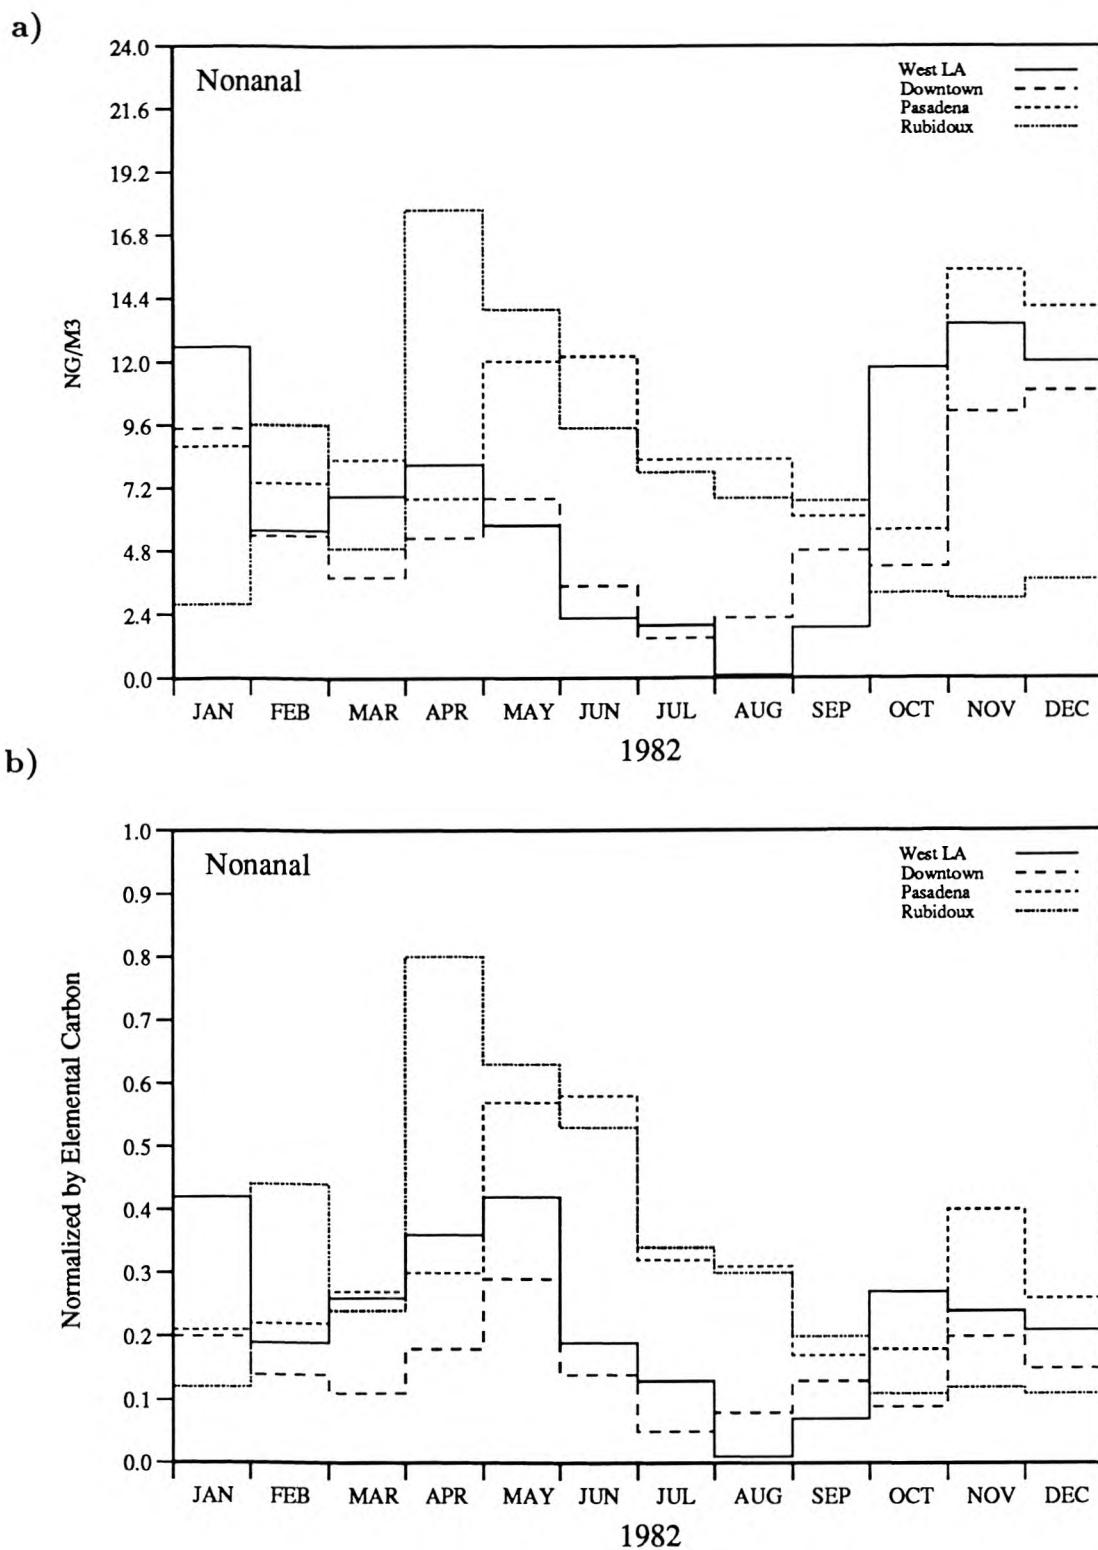 a)
24.0
Nonanal
West LA
Downtown
Pasadena
Rubidoux
21.6
19.2
16.8
14.4
12.0
9.6
7.2
4.8
2.4
0.0
NG/M3
JAN FEB MAR APR MAY JUN JUL AUG SEP OCT NOV DEC
1982
b)
1.0
Nonanal
West LA
Downtown
Pasadena
Rubidoux
0.9
0.8
0.7
0.6
0.5
0.4
0.3
0.2
0.1
0.0
Normalized by Elemental Carbon
JAN FEB MAR APR MAY JUN JUL AUG SEP OCT NOV DEC
1982